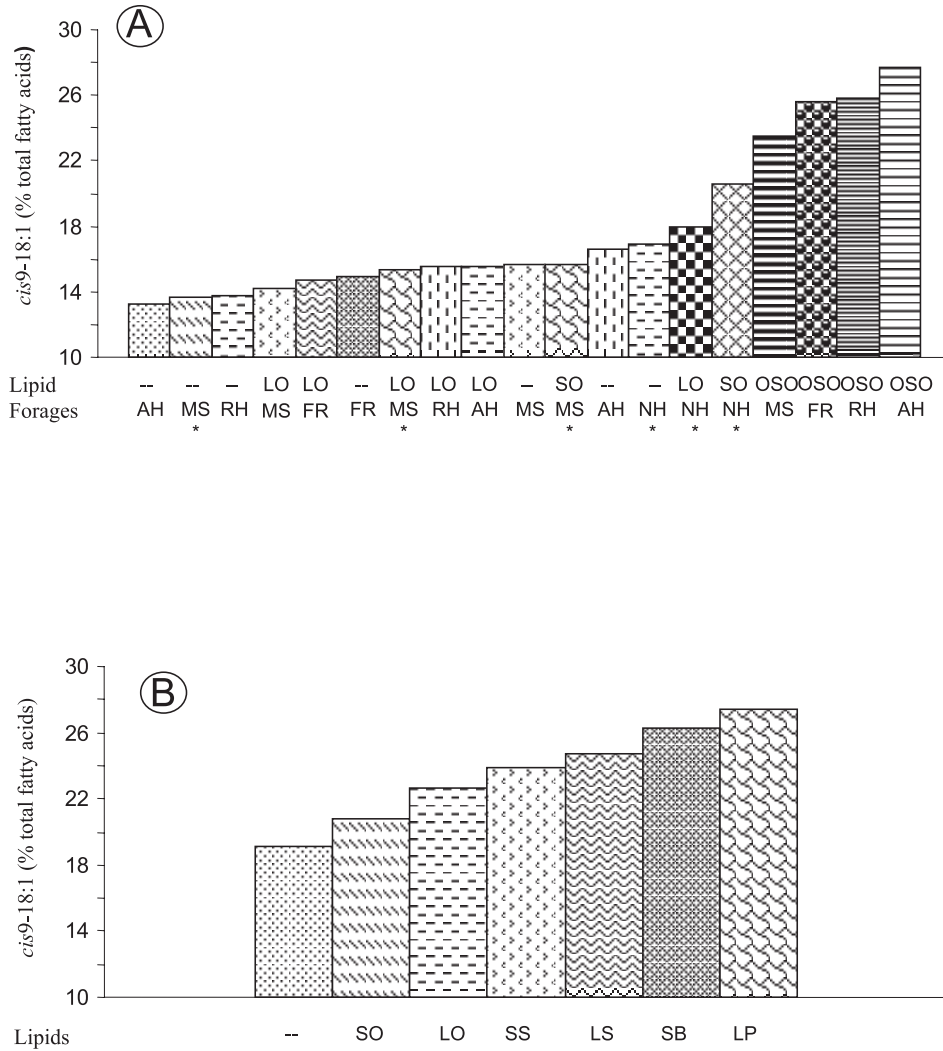 A
cis9-18:1 (% total fatty acids)
30
26
22
18
14
10
Lipid -- -- – LO LO -- LO LO LO – SO -- – LO SO OSO OSO OSO OSO
Forages AH MS RH MS FR FR MS RH AH MS MS AH NH NH NH MS FR RH AH
* * * * * *
B
cis9-18:1 (% total fatty acids)
30
26
22
18
14
10
Lipids -- SO LO SS LS SB LP